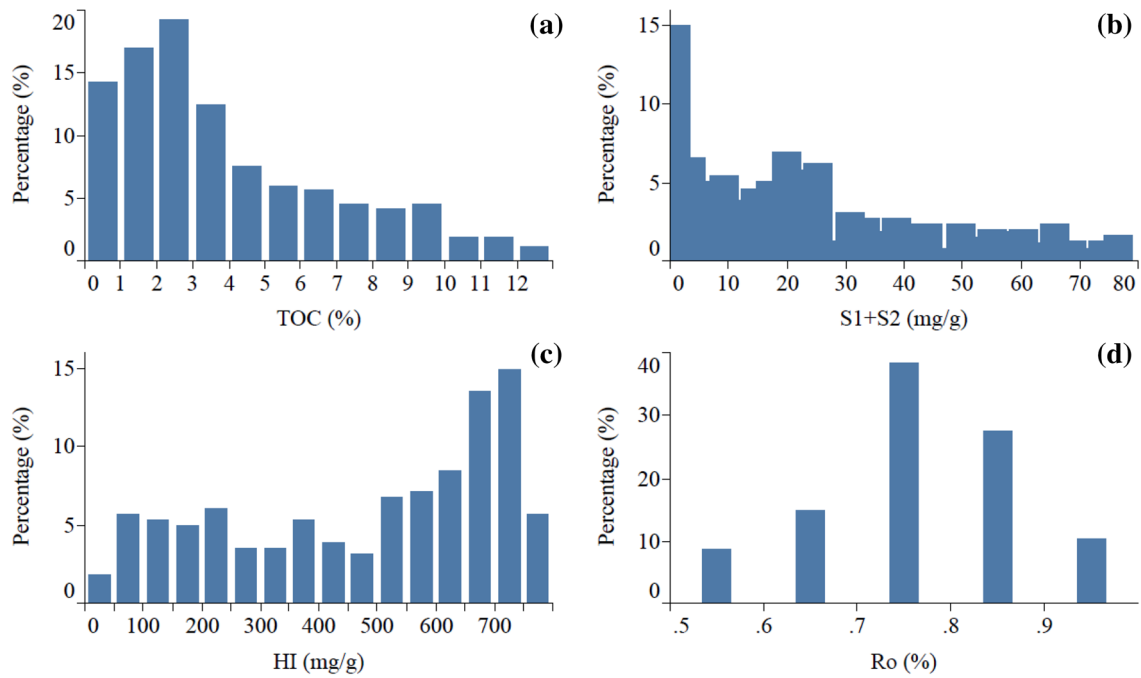 (a)
Percentage (%)
20
15
10
5
0
0 1 2 3 4 5 6 7 8 9 10 11 12
TOC (%)
(b)
Percentage (%)
15
10
5
0
0 10 20 30 40 50 60 70 80
S1+S2 (mg/g)
(c)
Percentage (%)
15
10
5
0
0 100 200 300 400 500 600 700
HI (mg/g)
(d)
Percentage (%)
40
30
20
10
0
.5 .6 .7 .8 .9
Ro (%)